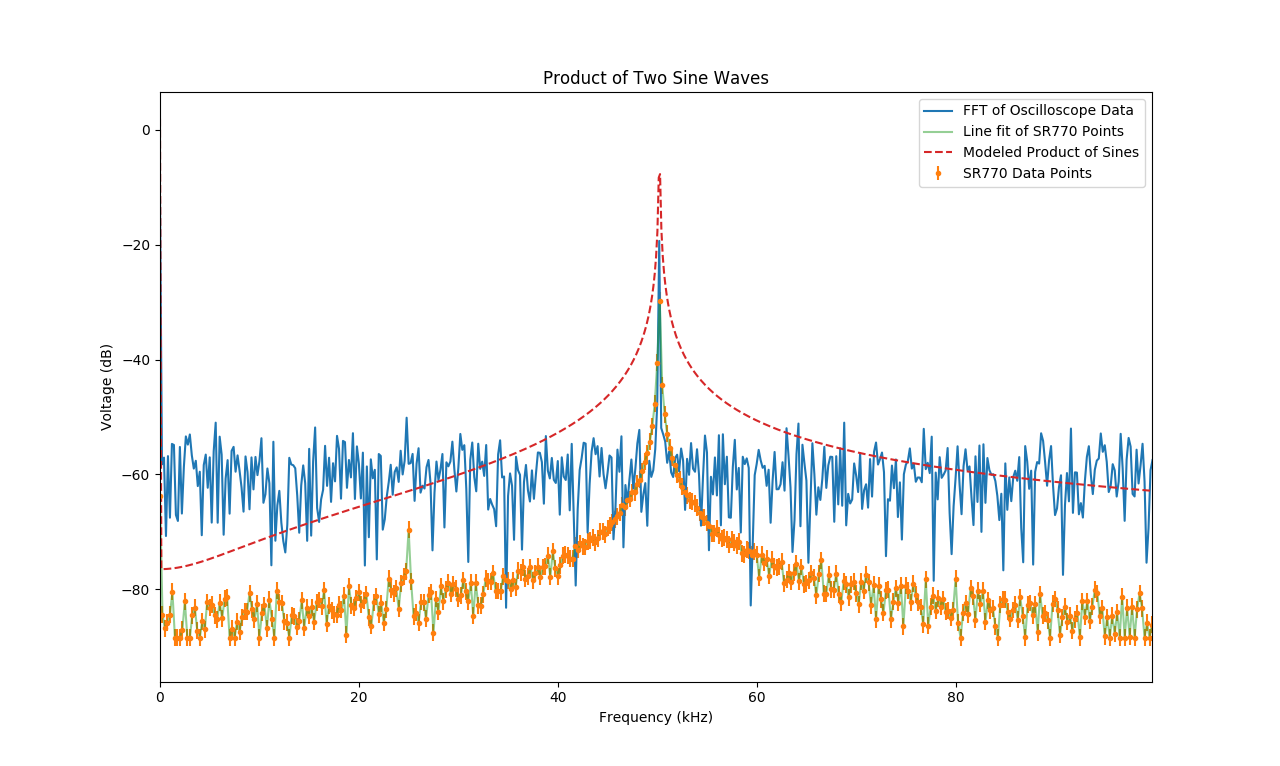 Product of Two Sine Waves
FFT of Oscilloscope Data
Line fit of SR770 Points
Modeled Product of Sines
SR770 Data Points
Voltage (dB)
0
−20
−40
−60
−80
0
20
40
60
80
Frequency (kHz)